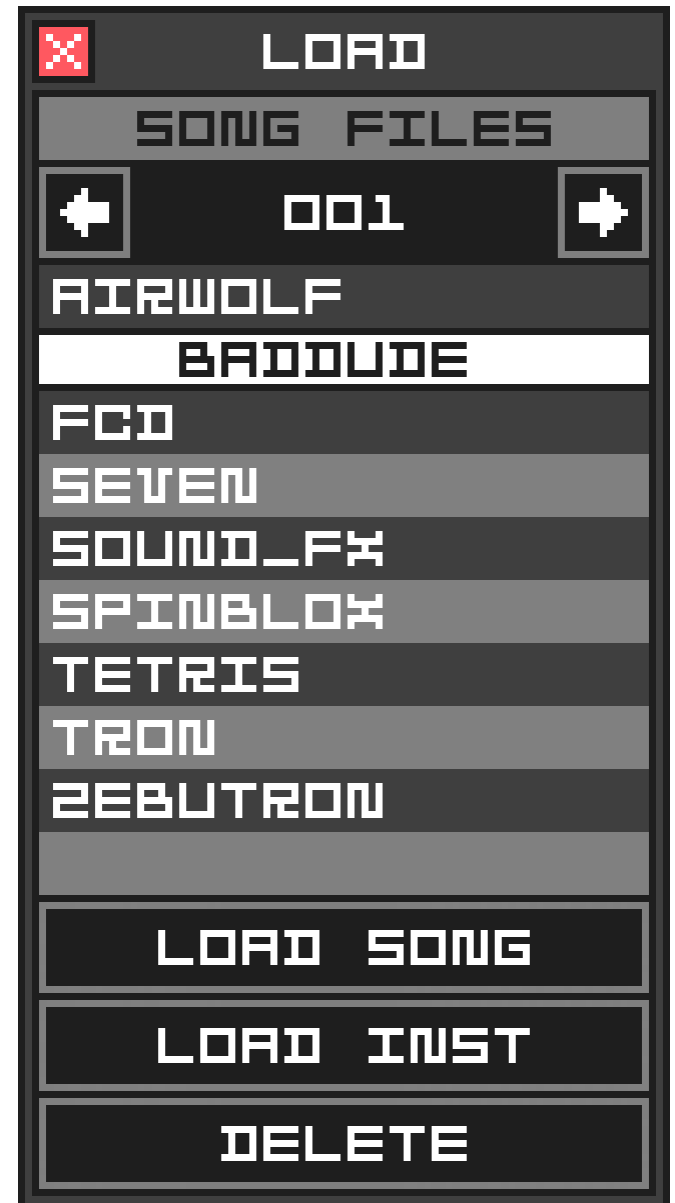 LOAD
SONG FILES
001
AIRWOLF
BADDUDE
FCD
SEVEN
SOUND_FX
SPINBLOX
TETRIS
TRON
ZEBUTRON
LOAD SONG
LOAD INST
DELETE